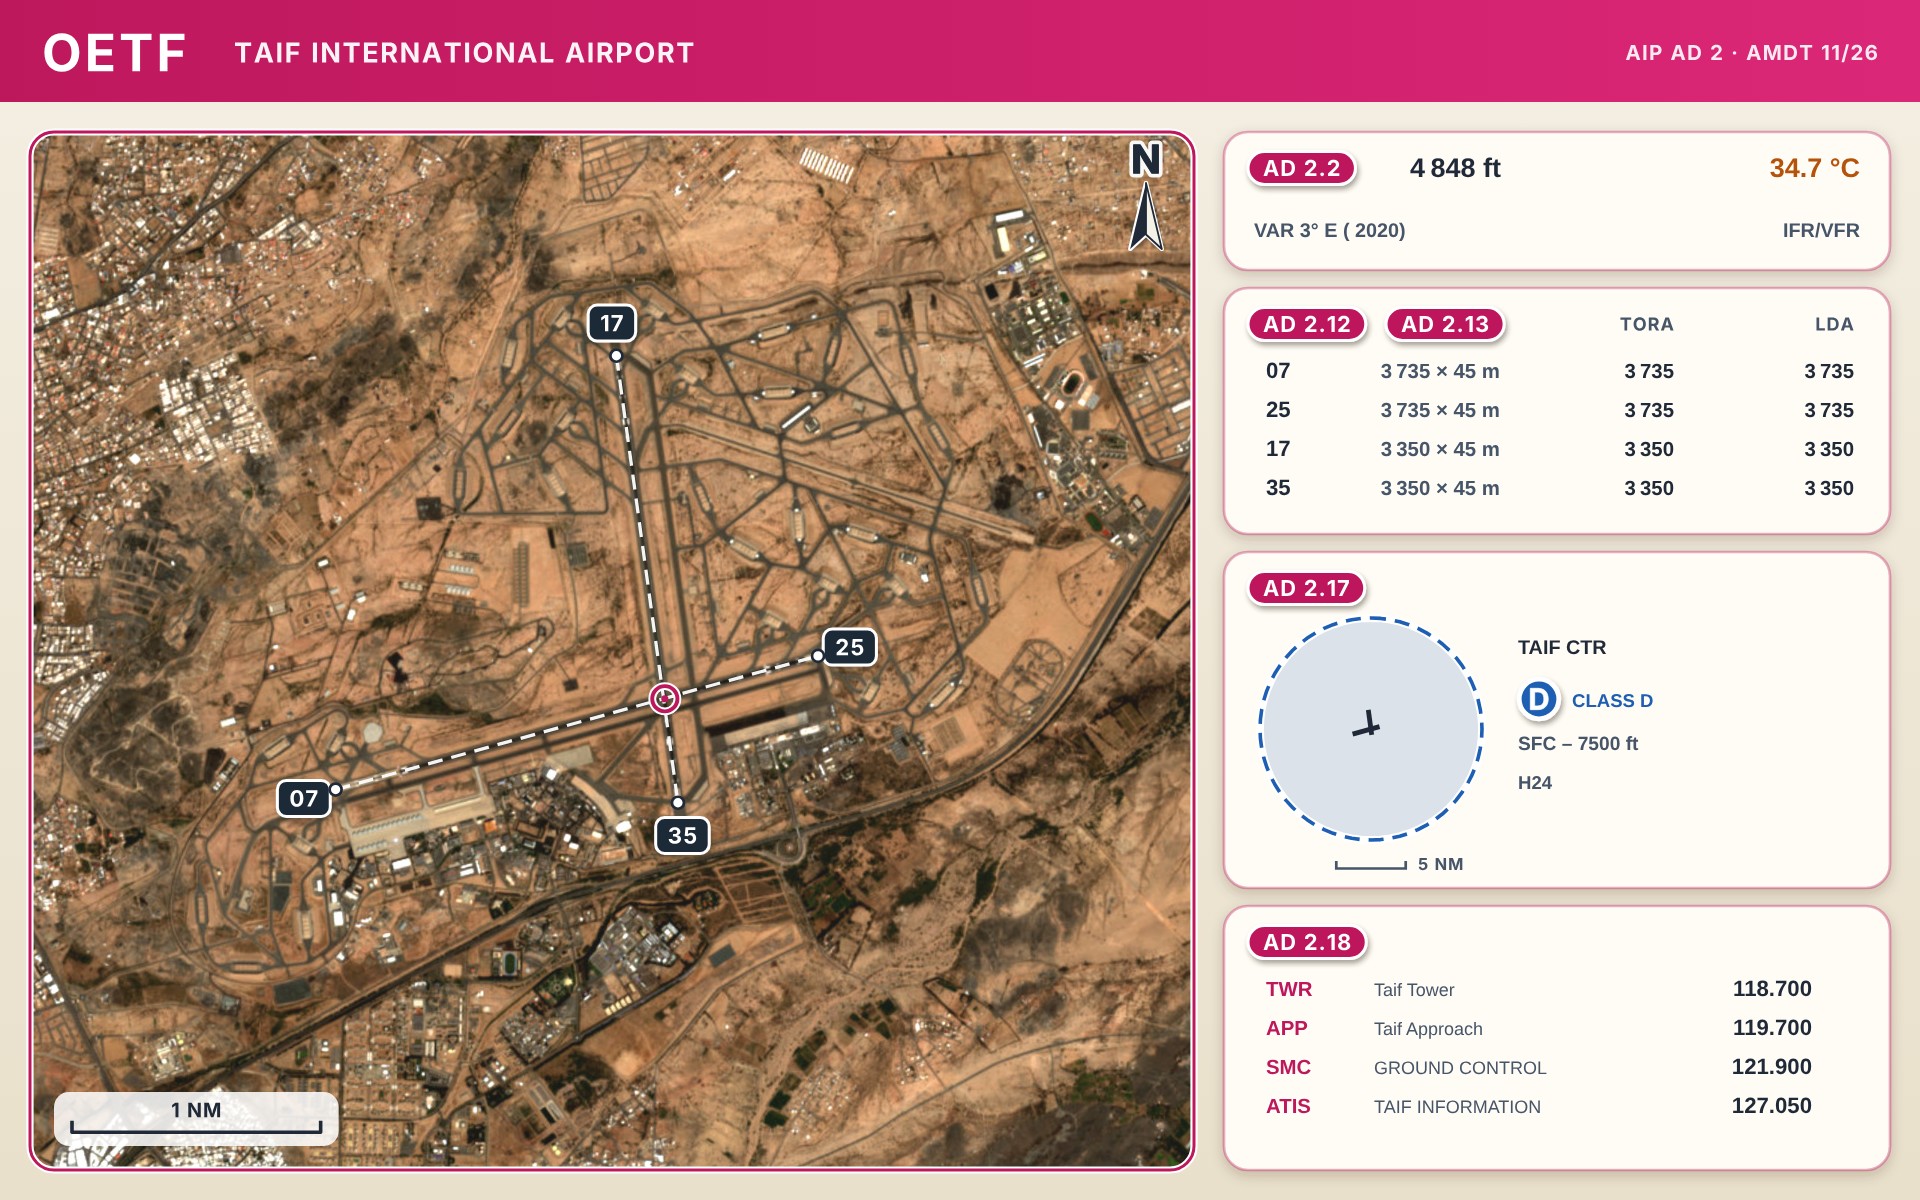 OETF TAIF INTERNATIONAL AIRPORT AIP AD 2 · AMDT 11/26
N
17
25
07
35
1 NM
AD 2.2 4 848 ft 34.7 °C
VAR 3° E ( 2020) IFR/VFR
AD 2.12 AD 2.13 TORA LDA
07 3 735 × 45 m 3 735 3 735
25 3 735 × 45 m 3 735 3 735
17 3 350 × 45 m 3 350 3 350
35 3 350 × 45 m 3 350 3 350
AD 2.17
TAIF CTR
D CLASS D
SFC – 7500 ft
H24
5 NM
AD 2.18
TWR Taif Tower 118.700
APP Taif Approach 119.700
SMC GROUND CONTROL 121.900
ATIS TAIF INFORMATION 127.050